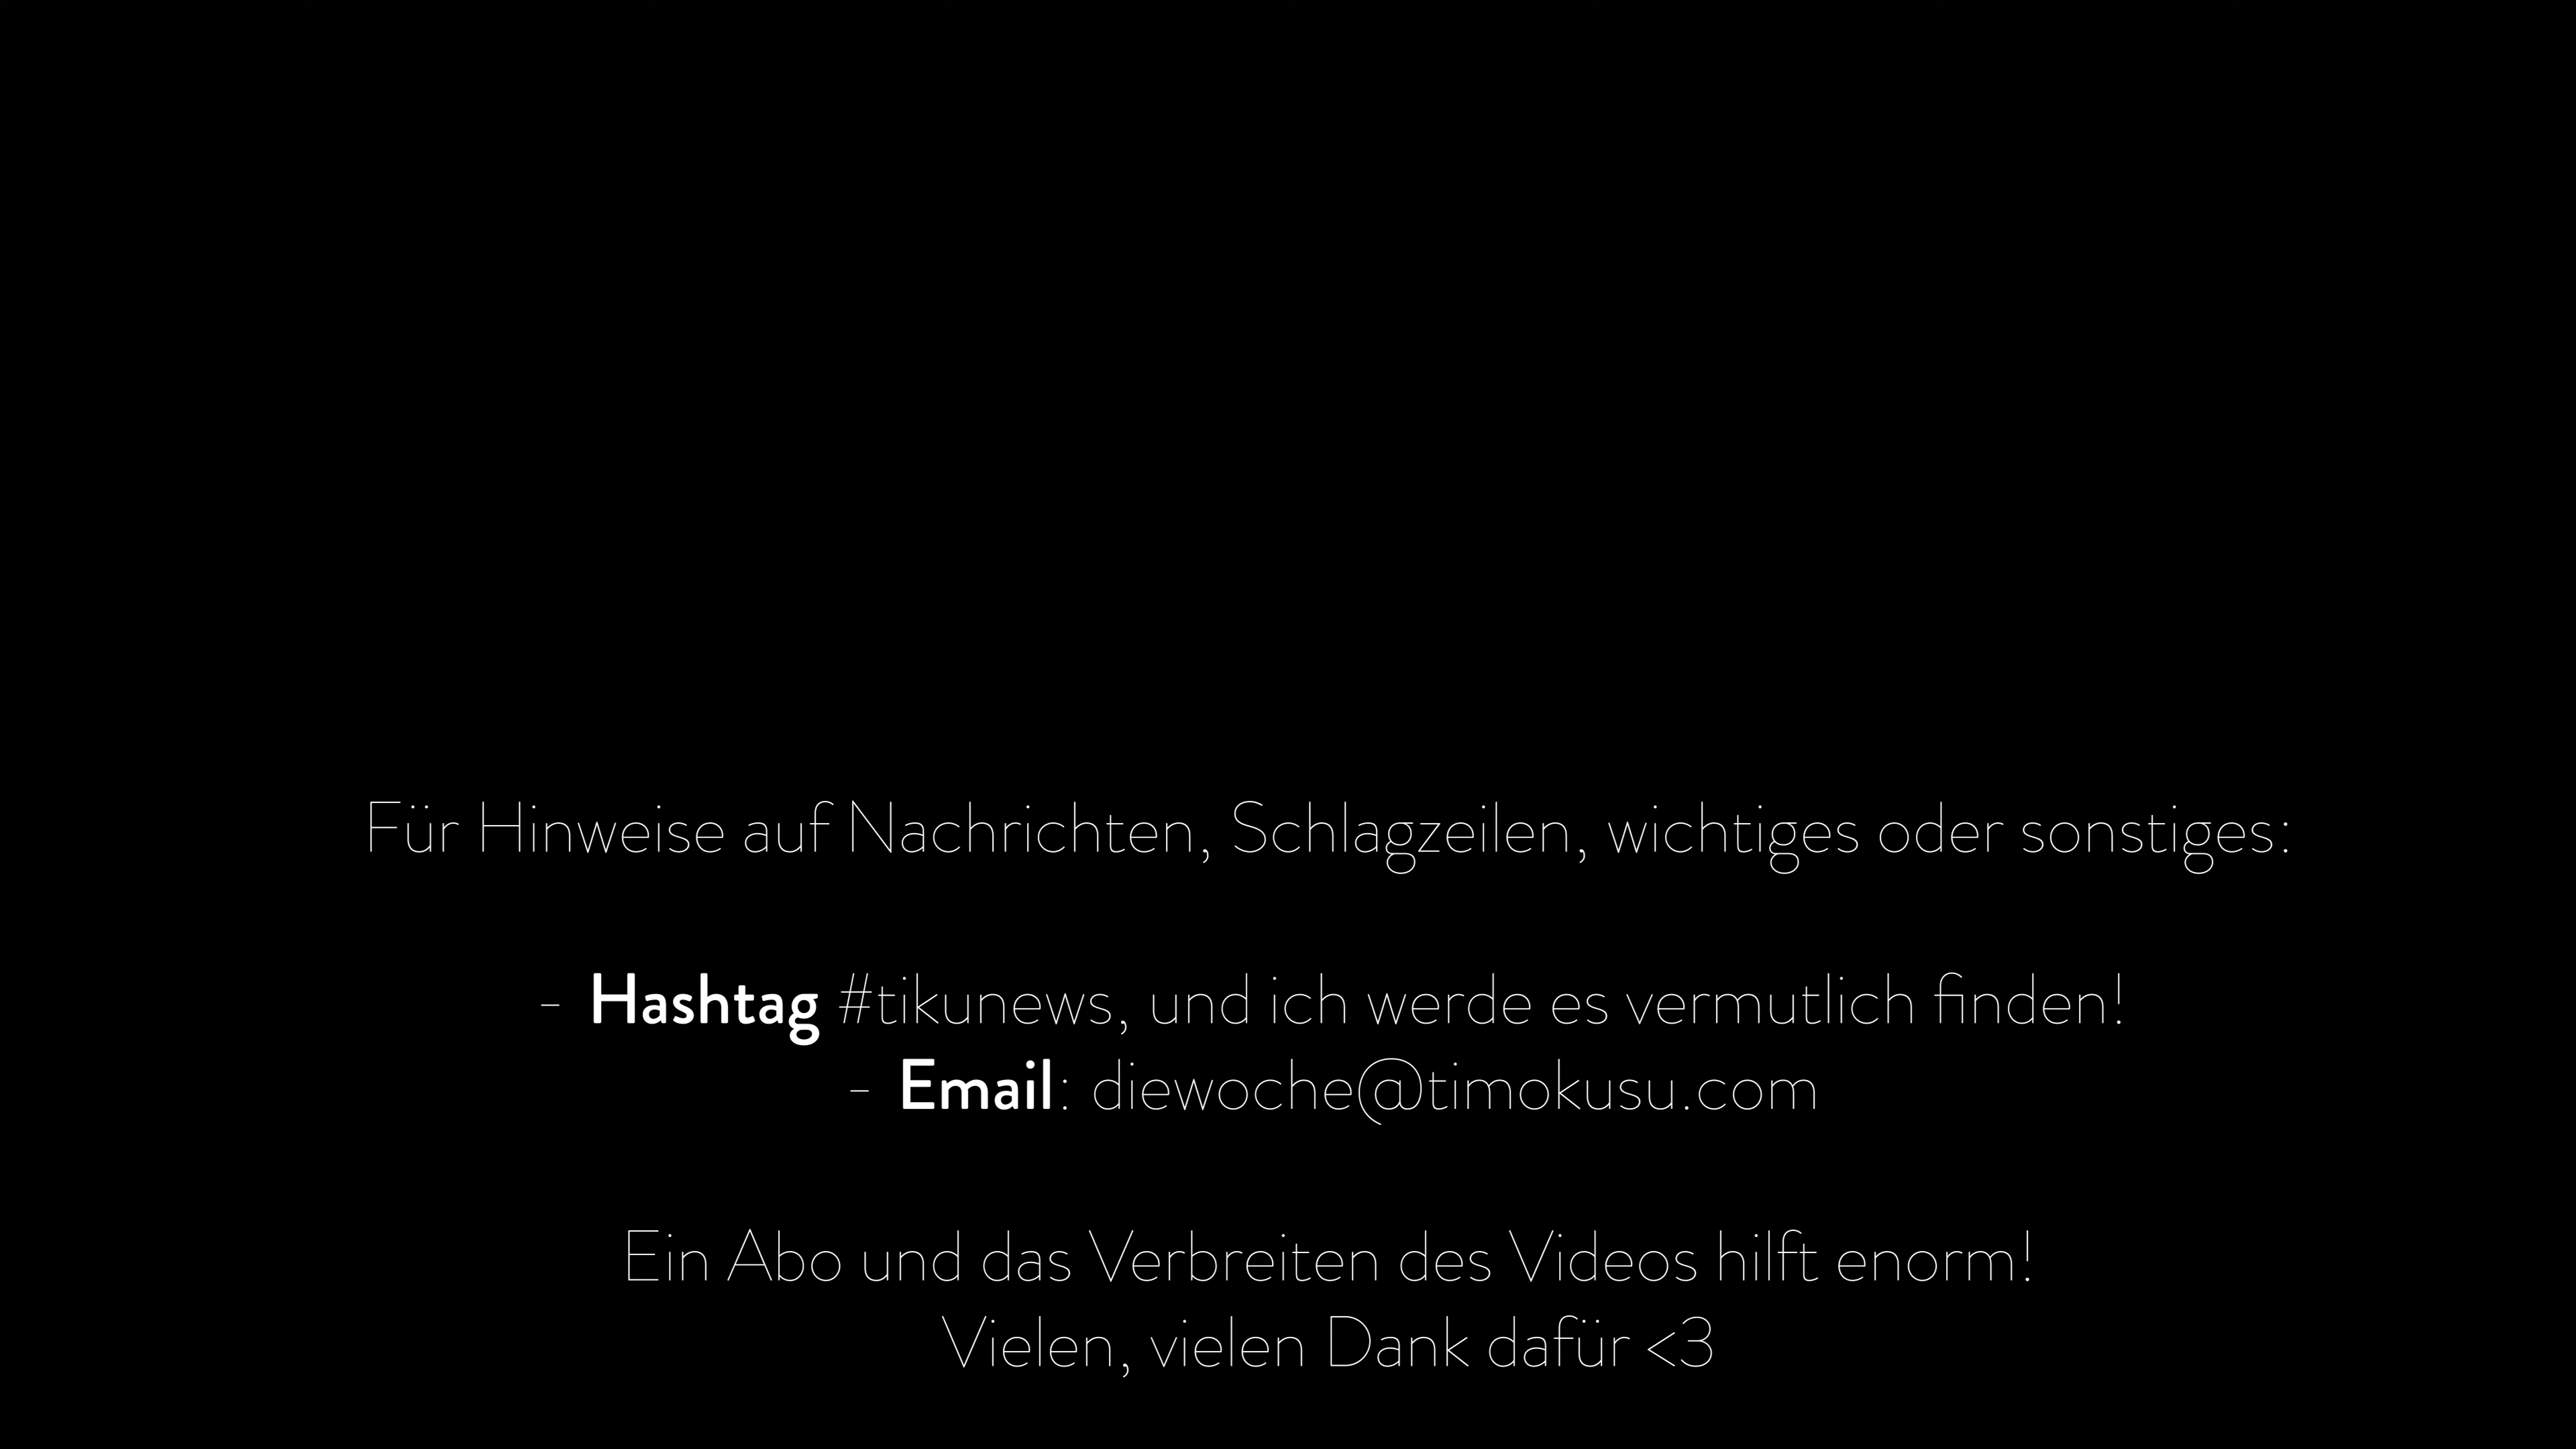 Für Hinweise auf Nachrichten, Schlagzeilen, wichtiges oder sonstiges:
- Hashtag #tikunews, und ich werde es vermutlich finden!
- Email: diewoche@timokusu.com
Ein Abo und das Verbreiten des Videos hilft enorm!
Vielen, vielen Dank dafür <3